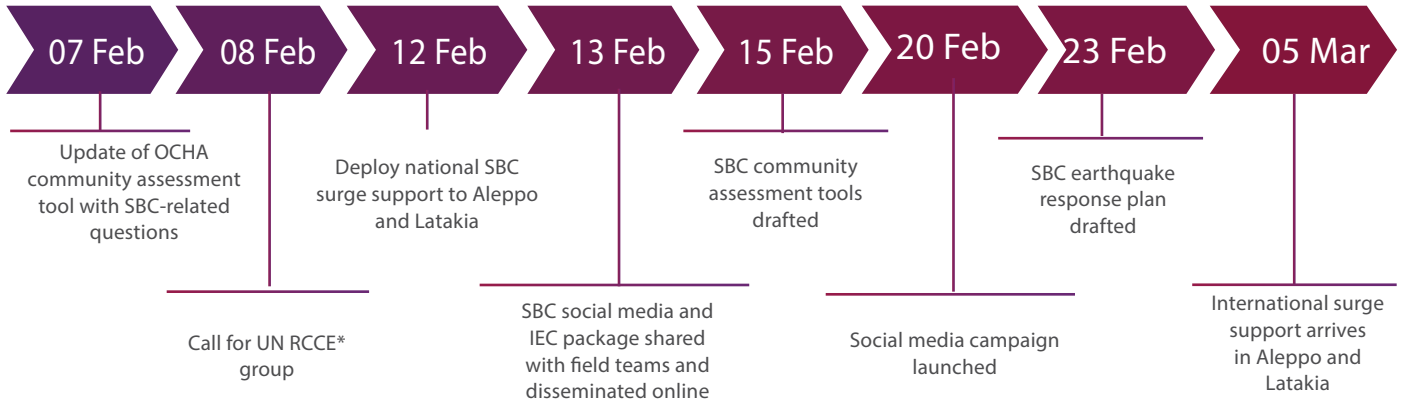 07 Feb
08 Feb
12 Feb
13 Feb
15 Feb
20 Feb
23 Feb
05 Mar
Update of OCHA
community assessment
tool with SBC-related
questions
Call for UN RCCE*
group
Deploy national SBC
surge support to Aleppo
and Latakia
SBC social media and
IEC package shared
with field teams and
disseminated online
SBC community
assessment tools
drafted
Social media campaign
launched
SBC earthquake
response plan
drafted
International surge
support arrives
in Aleppo and
Latakia